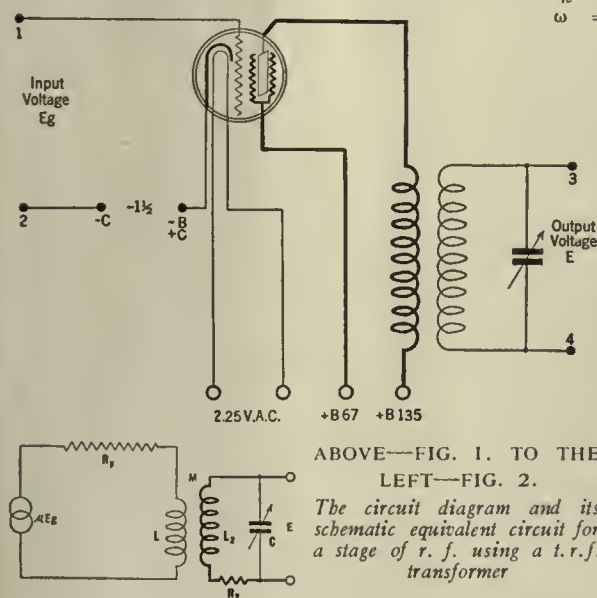 ω =
1
Input
Voltage
Eg
2
-C
-1½
-B
+C
3
Output
Voltage
E
4
2.25 V.A.C.
+B 67
+B 135
Rp
μEg
L
M
L2
C
E
R2
ABOVE—FIG. 1. TO THE
LEFT—FIG. 2.
The circuit diagram and its
schematic equivalent circuit for
a stage of r. f. using a t. r. f.
transformer